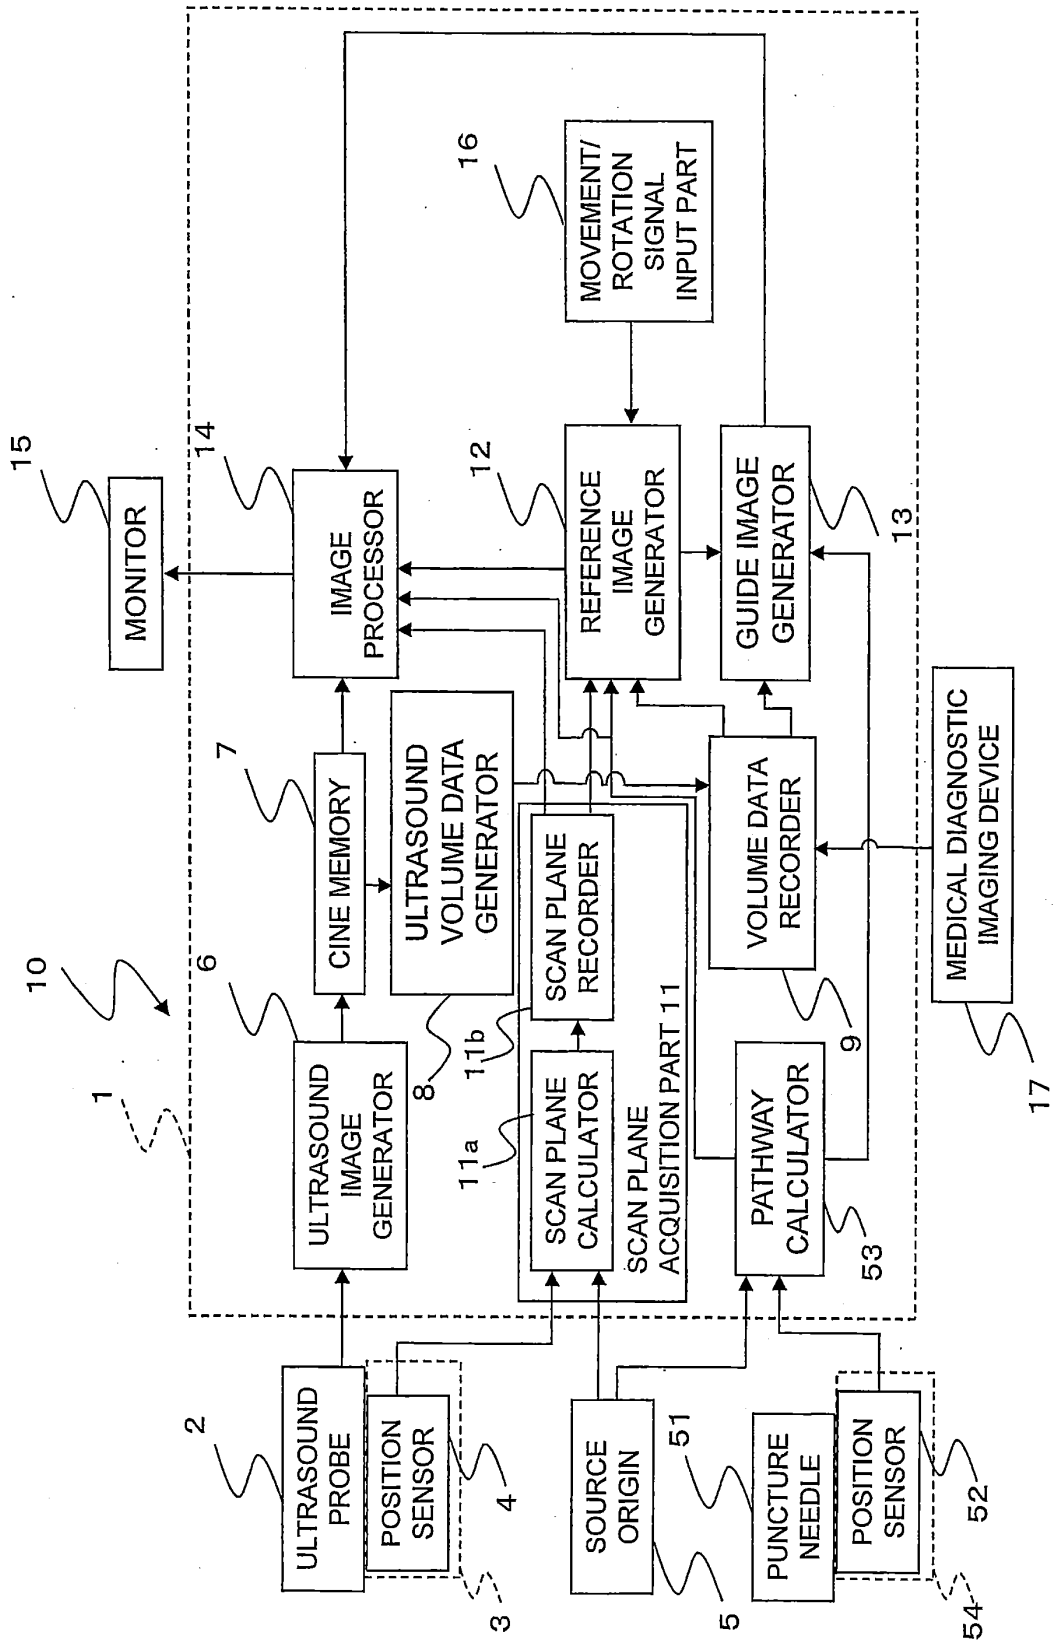 10
1
15
MONITOR
2
ULTRASOUND
PROBE
POSITION
SENSOR
4
3
6
ULTRASOUND
IMAGE
GENERATOR
7
CINE MEMORY
14
IMAGE
PROCESSOR
8
ULTRASOUND
VOLUME DATA
GENERATOR
11a
SCAN PLANE
CALCULATOR
11b
SCAN PLANE
RECORDER
SCAN PLANE
ACQUISITION PART 11
12
REFERENCE
IMAGE
GENERATOR
16
MOVEMENT/
ROTATION
SIGNAL
INPUT PART
SOURCE
ORIGIN
5
51
PUNCTURE
NEEDLE
POSITION
SENSOR
52
54
PATHWAY
CALCULATOR
53
VOLUME DATA
RECORDER
9
GUIDE IMAGE
GENERATOR
13
MEDICAL DIAGNOSTIC
IMAGING DEVICE
17